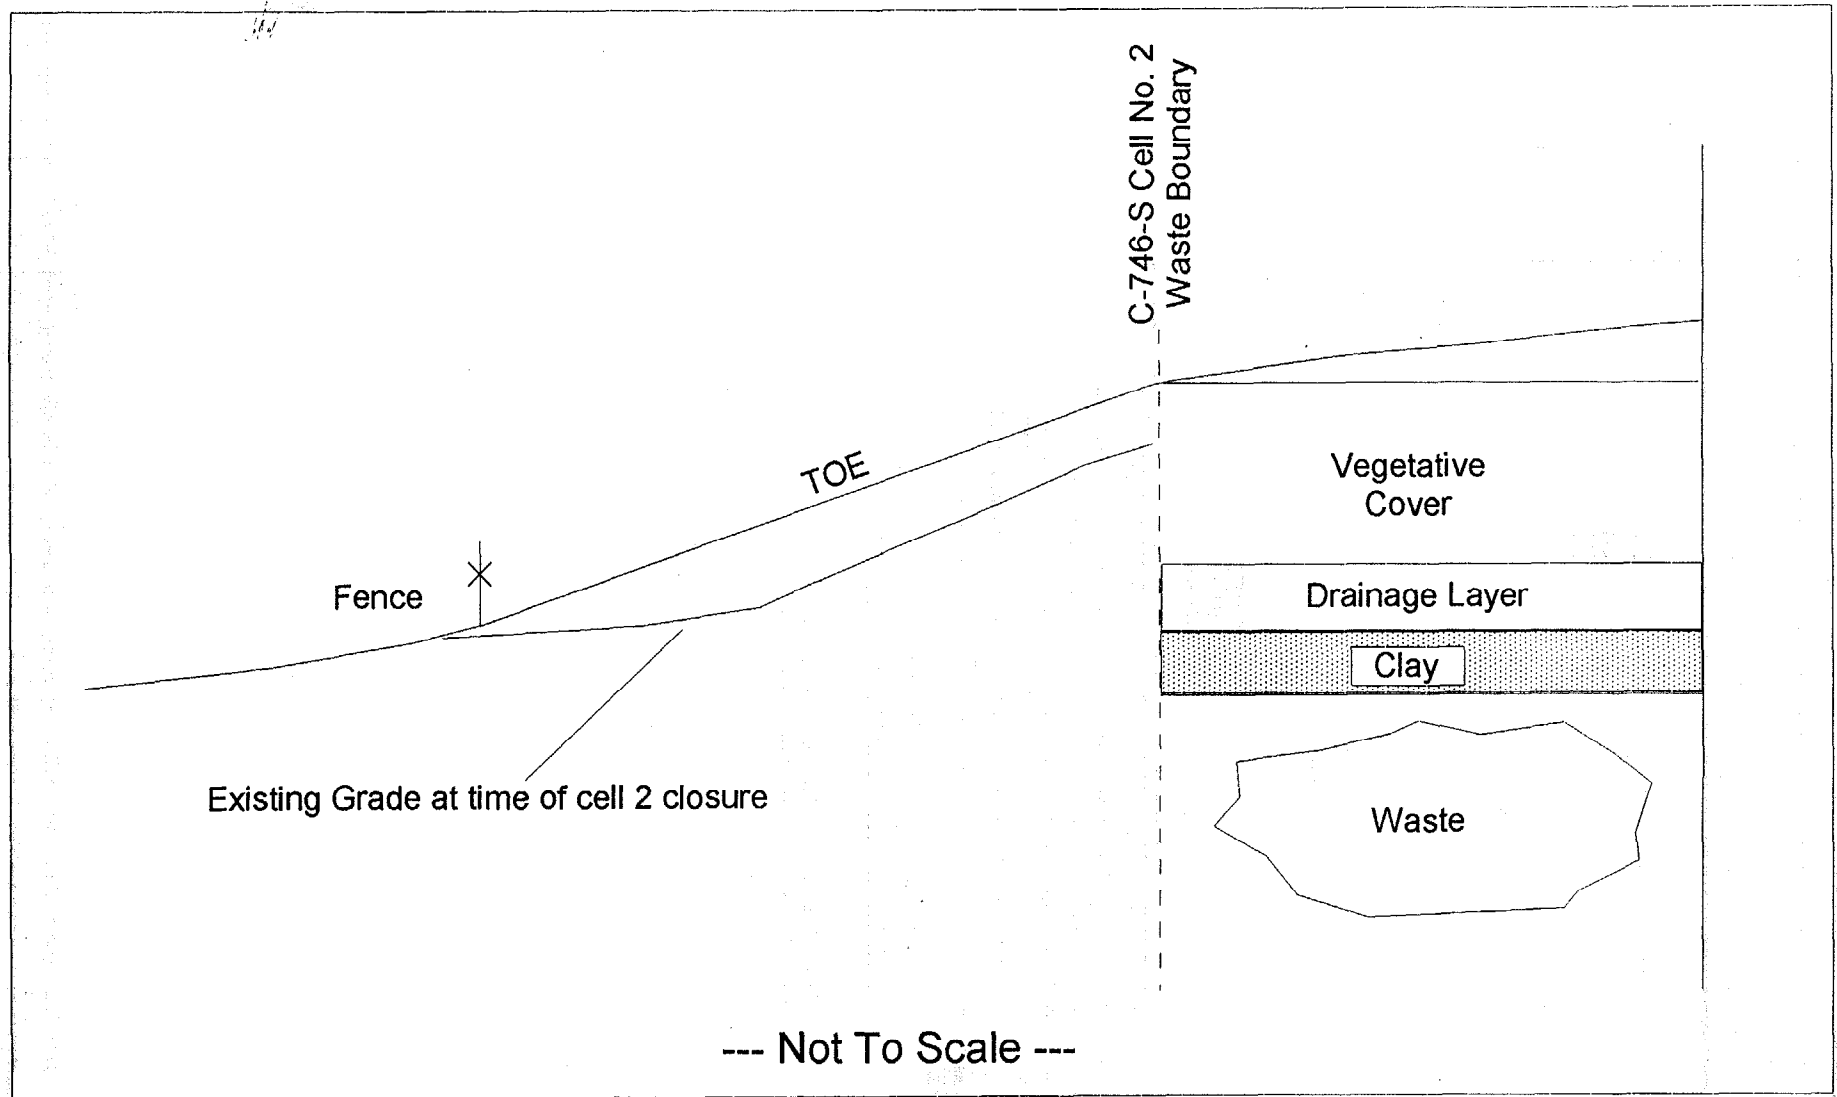 C-746-S Cell No. 2
Waste Boundary
TOE
Vegetative
Cover
Fence
Drainage Layer
Clay
Existing Grade at time of cell 2 closure
Waste
--- Not To Scale ---